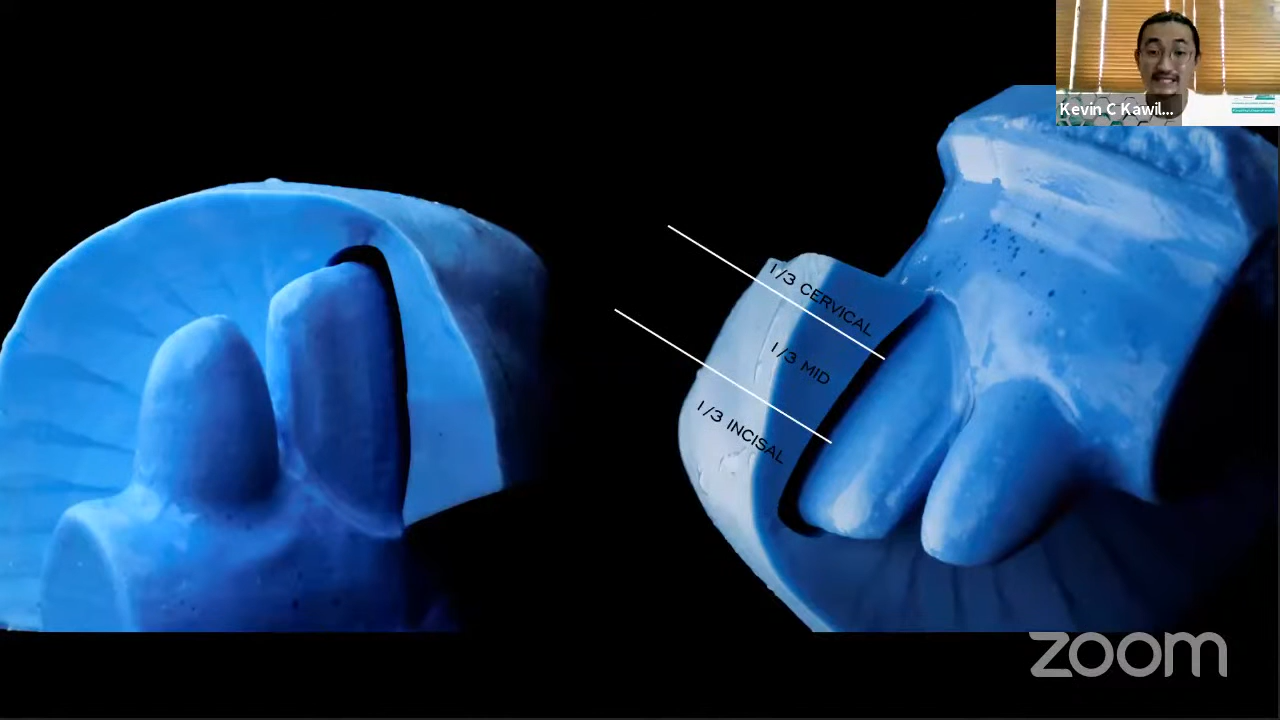 Kevin C Kawil...
1/3 CERVICAL
1/3 MID
1/3 INCISAL
zoom